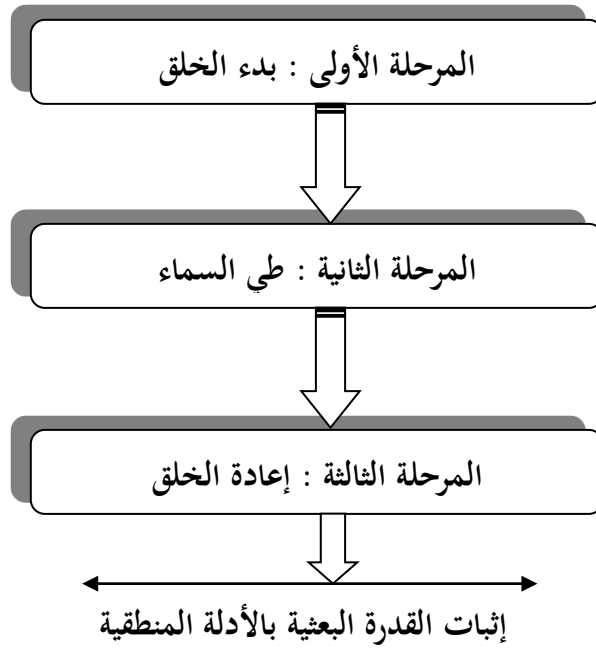 المرحلة الأولى : بدء الخلق
المرحلة الثانية : طي السماء
المرحلة الثالثة : إعادة الخلق
إثبات القدرة البعثية بالأدلة المنطقية